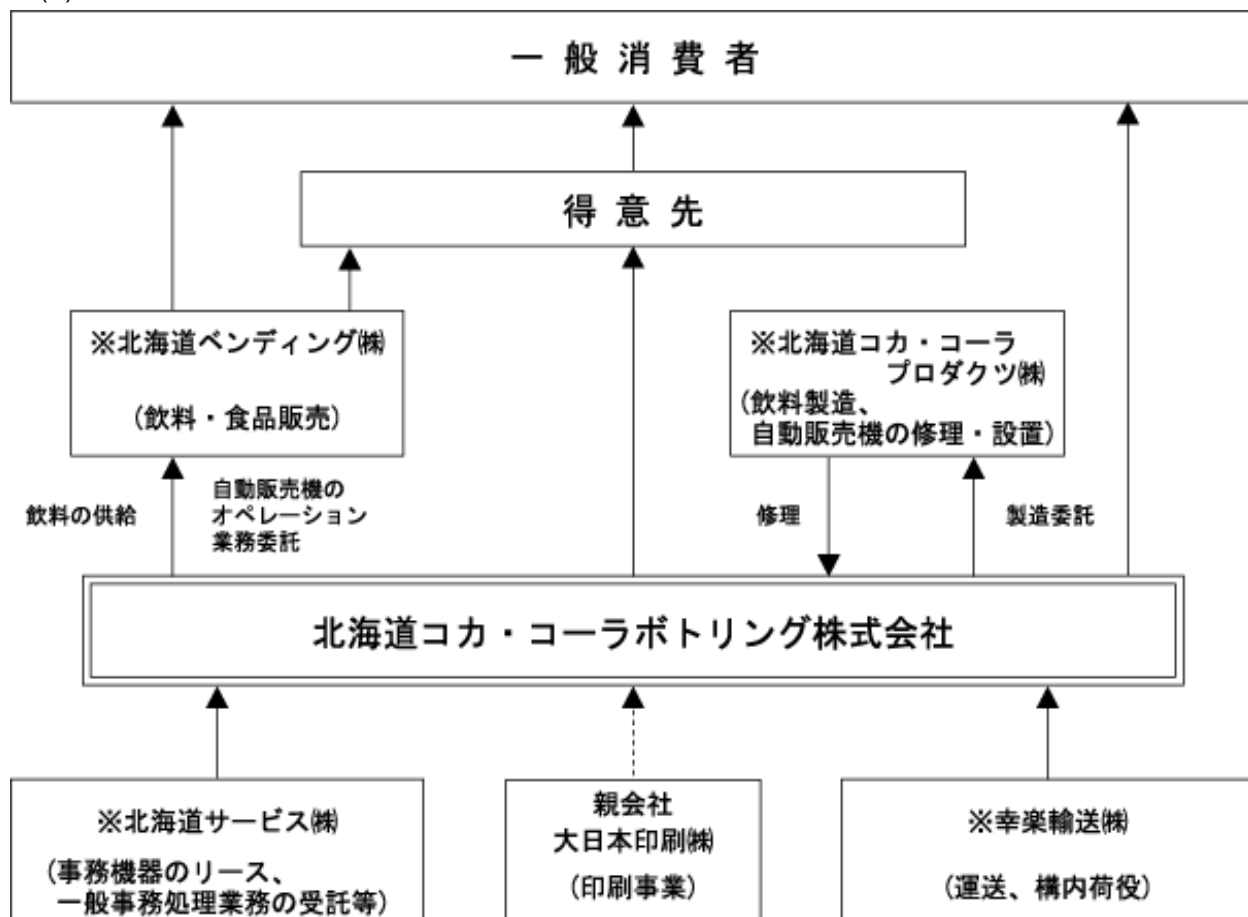 一般消費者
得意先
※北海道ベンディング㈱
(飲料・食品販売)
※北海道コカ・コーラ
プロダクツ㈱
(飲料製造、
自動販売機の修理・設置)
飲料の供給
自動販売機の
オペレーション
業務委託
修理
製造委託
北海道コカ・コーラボトリング株式会社
※北海道サービス㈱
(事務機器のリース、
一般事務処理業務の受託等)
親会社
大日本印刷㈱
(印刷事業)
※幸楽輸送㈱
(運送、構内荷役)